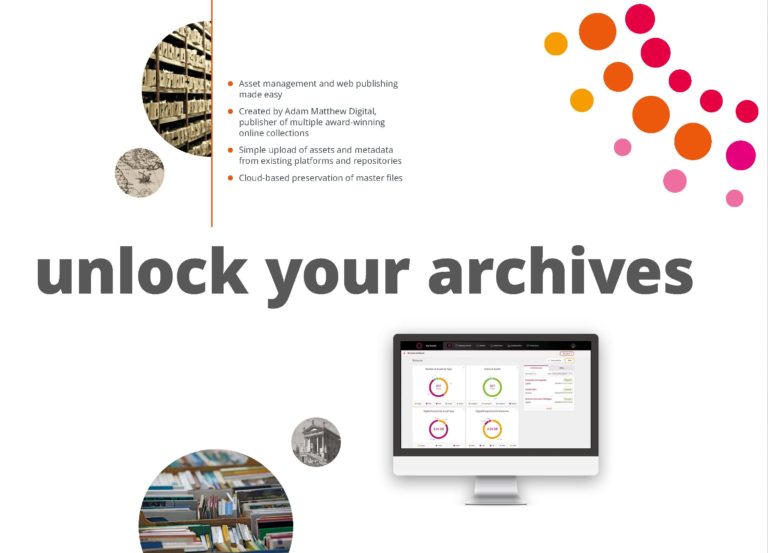 Asset management and web publishing
made easy
Created by Adam Matthew Digital,
publisher of multiple award-winning
online collections
Simple upload of assets and metadata
from existing platforms and repositories
Cloud-based preservation of master files
unlock your archives